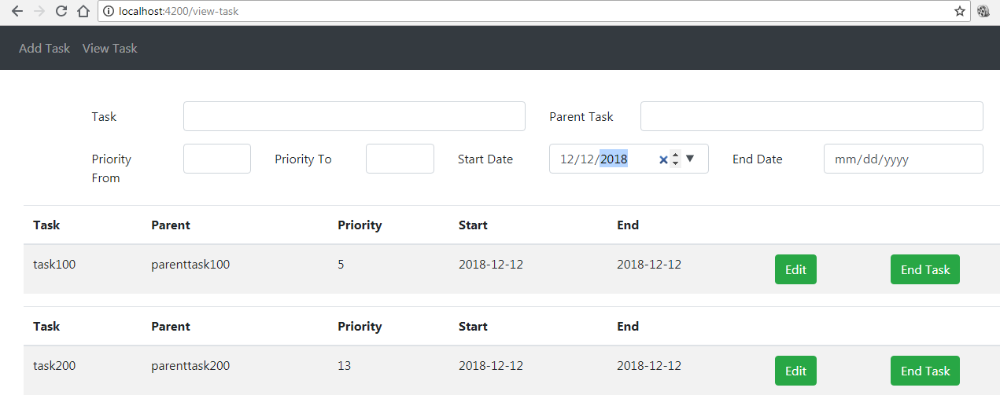 localhost:4200/view-task
Add Task View Task
Task Parent Task
Priority From Priority To Start Date 12/12/2018 End Date mm/dd/yyyy
Task Parent Priority Start End
task100 parenttask100 5 2018-12-12 2018-12-12 Edit End Task
Task Parent Priority Start End
task200 parenttask200 13 2018-12-12 2018-12-12 Edit End Task